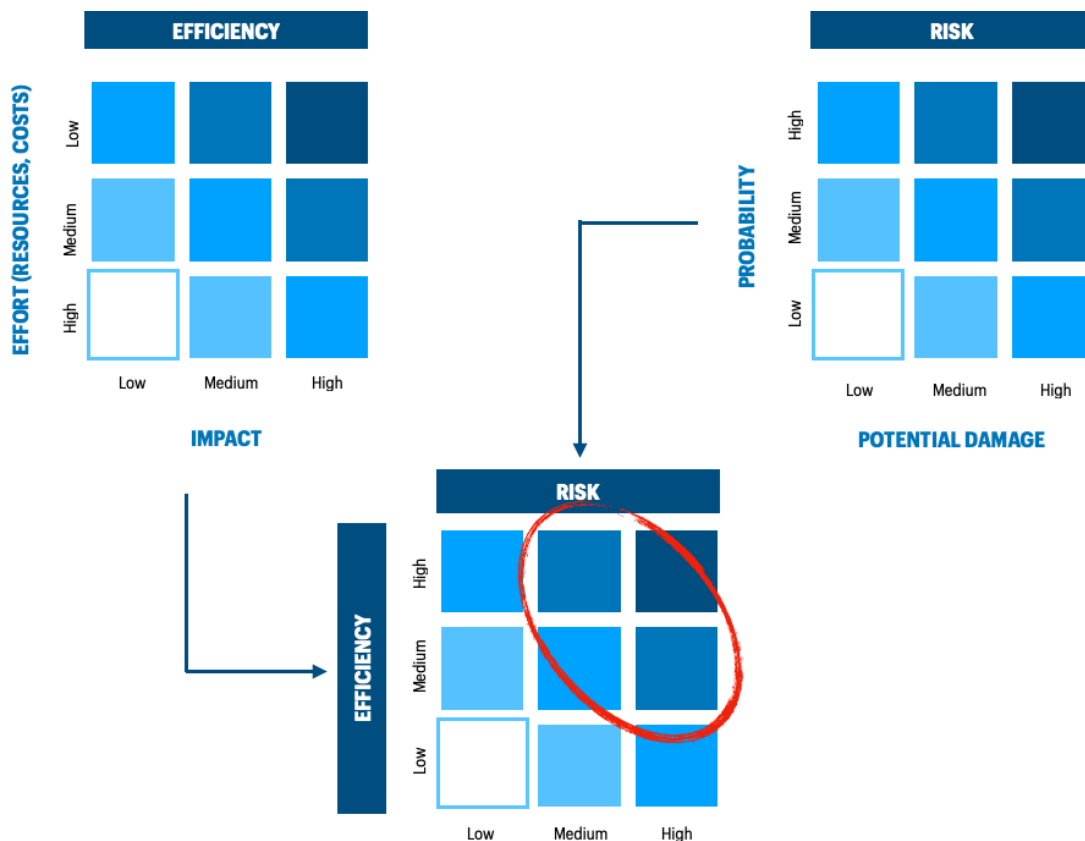 EFFICIENCY
EFFORT (RESOURCES, COSTS)
Low
Medium
High
Low Medium High
IMPACT
RISK
PROBABILITY
High
Medium
Low
Low Medium High
POTENTIAL DAMAGE
RISK
EFFICIENCY
High
Medium
Low
Low Medium High